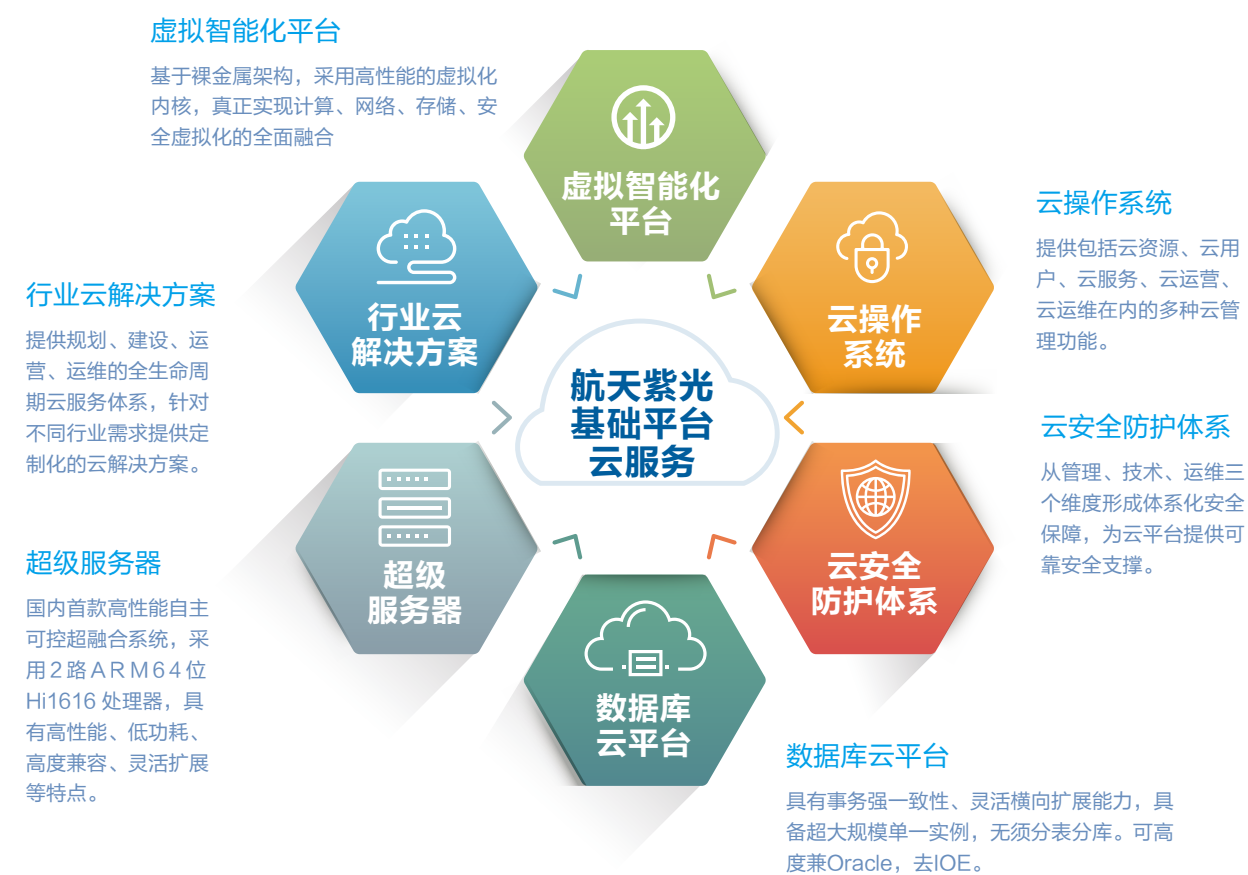 虚拟智能化平台
基于裸金属架构，采用高性能的虚拟化
内核，真正实现计算、网络、存储、安
全虚拟化的全面融合
虚拟智能化
平台
云操作系统
提供包括云资源、云用
户、云服务、云运营、
云运维在内的多种云管
理功能。
云操作
系统
行业云解决方案
提供规划、建设、运
营、运维的全生命周
期云服务体系，针对
不同行业需求提供定
制化的云解决方案。
行业云
解决方案
航天紫光
基础平台
云服务
云安全防护体系
从管理、技术、运维三
个维度形成体系化安全
保障，为云平台提供可
靠安全支撑。
云安全
防护体系
超级服务器
国内首款高性能自主
可控超融合系统，采
用2路ARM64位
Hi1616 处理器，具
有高性能、低功耗、
高度兼容、灵活扩展
等特点。
超级
服务器
数据库
云平台
数据库云平台
具有事务强一致性、灵活横向扩展能力，具
备超大规模单一实例，无须分表分库。可高
度兼Oracle，去IOE。